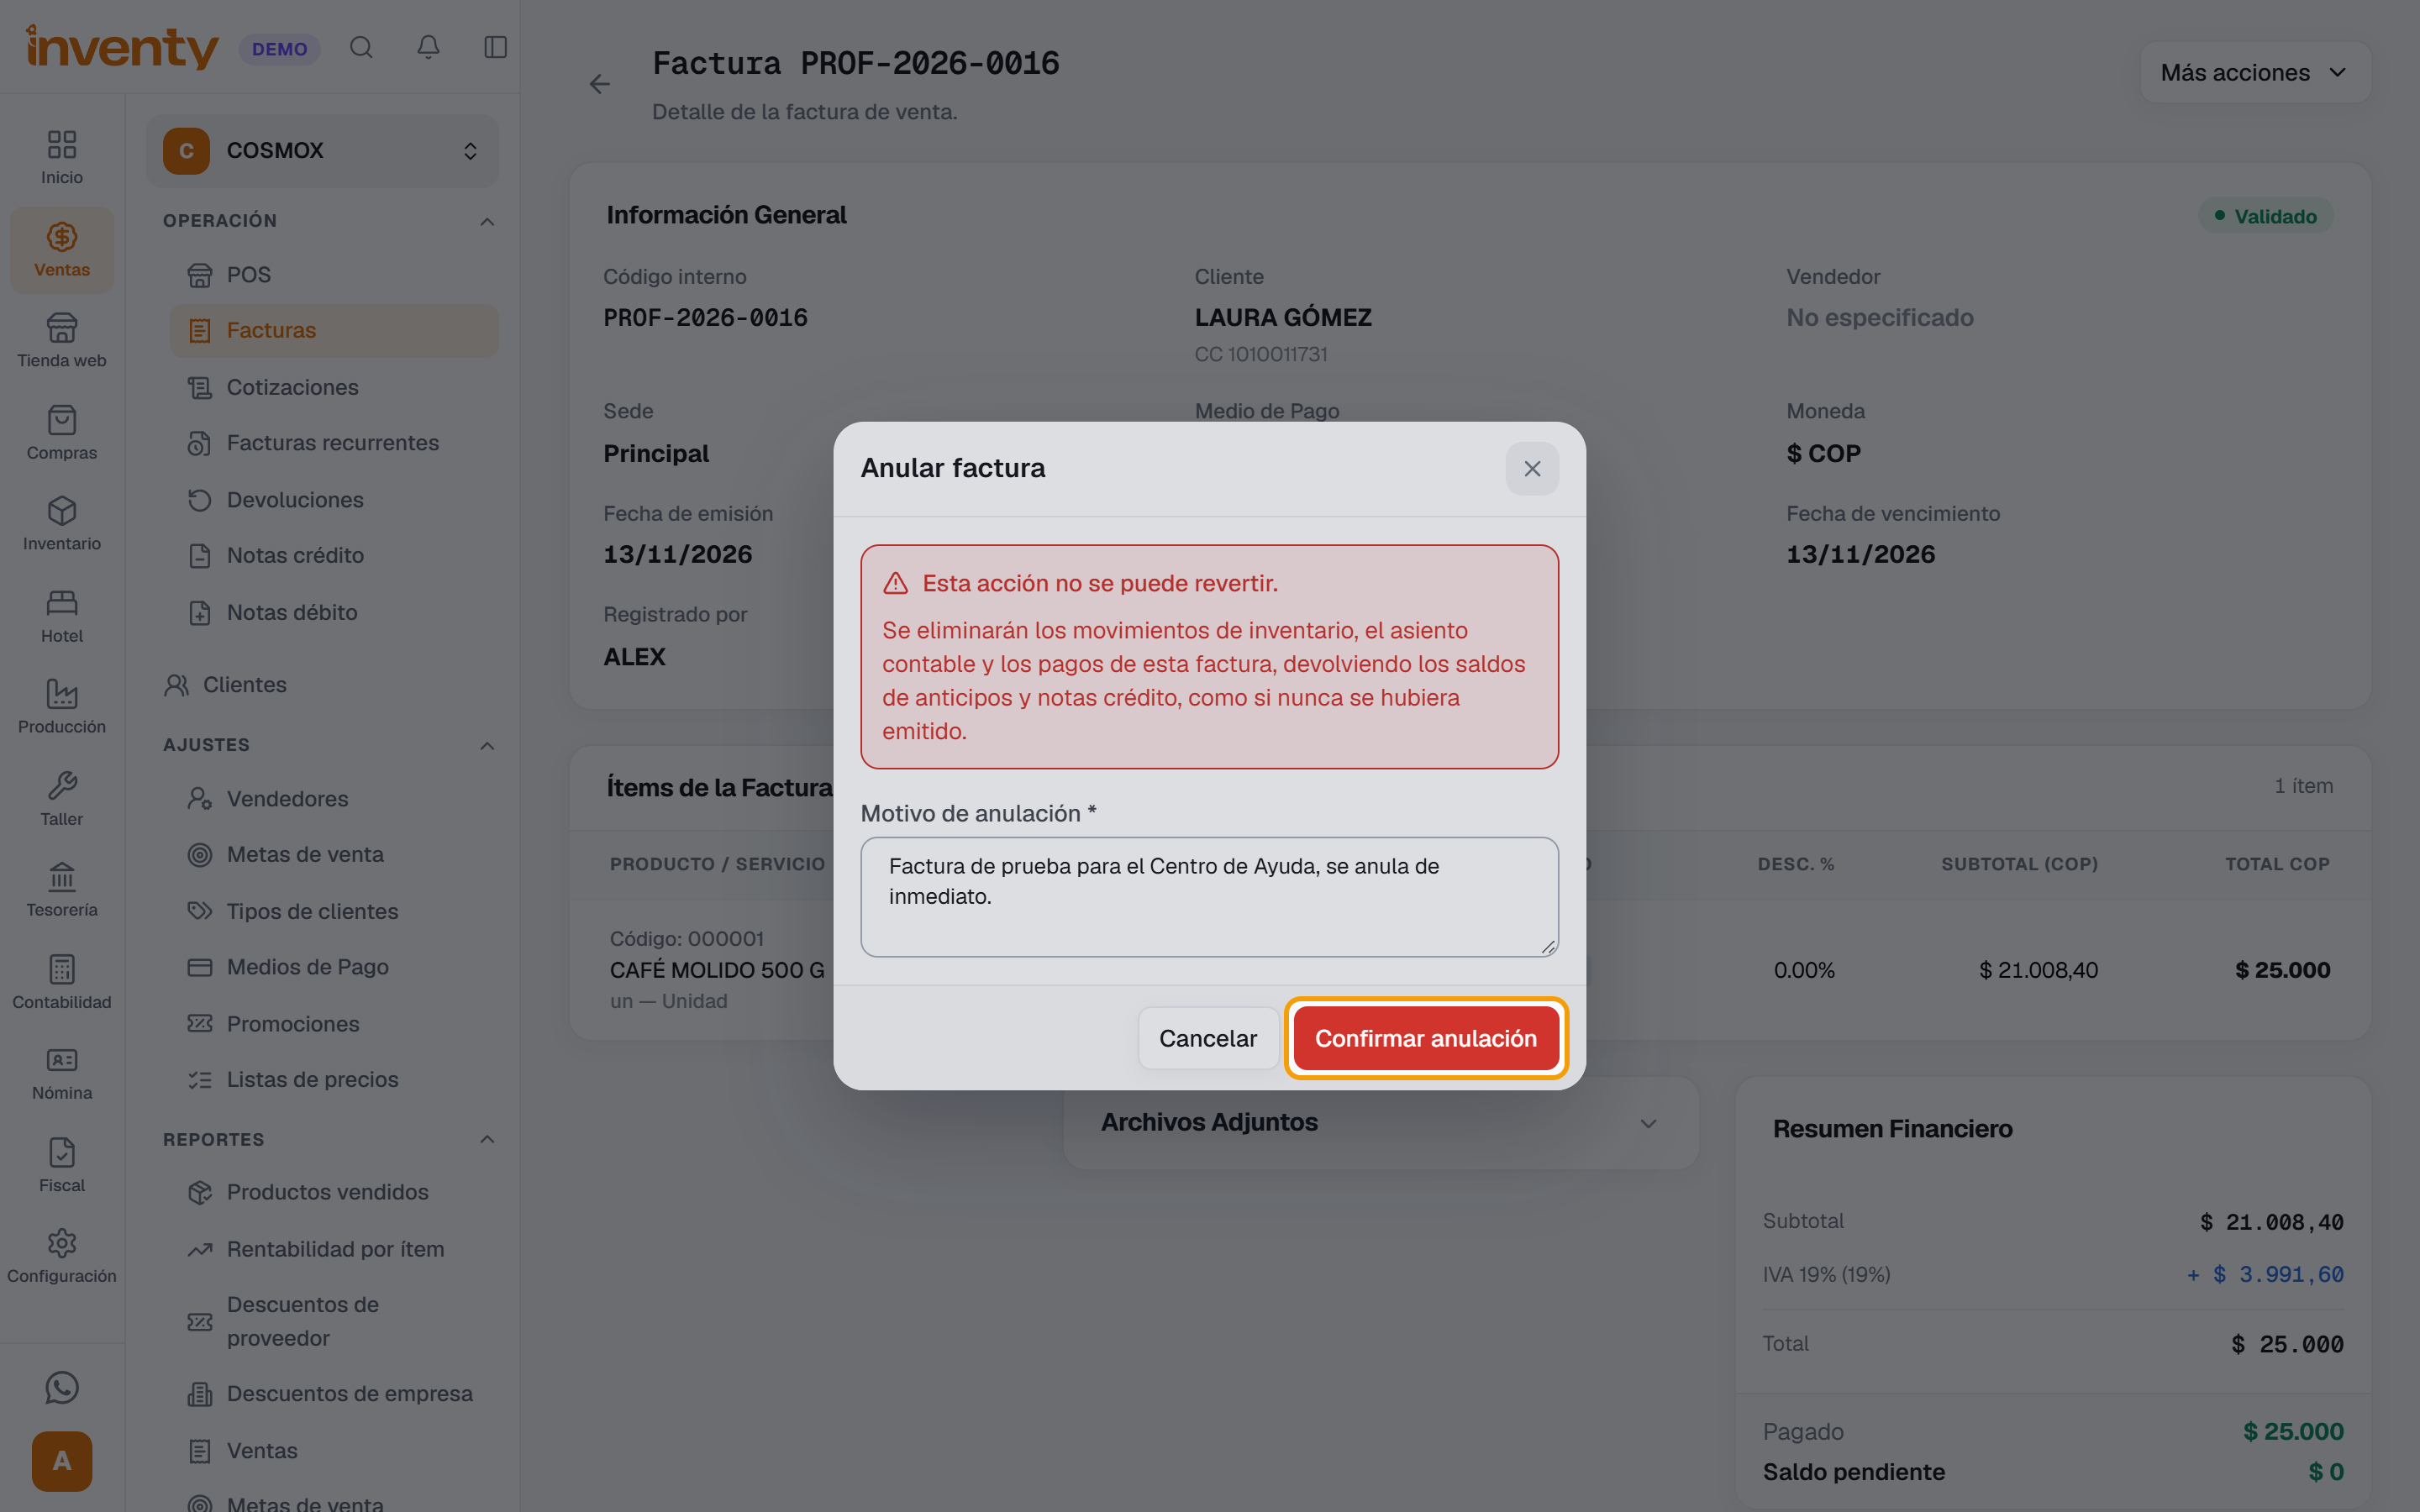 inventy
DEMO
Inicio
Ventas
Tienda web
Compras
Inventario
Hotel
Producción
Taller
Tesorería
Contabilidad
Nómina
Fiscal
Configuración
A
C COSMOX
OPERACIÓN
POS
Facturas
Cotizaciones
Facturas recurrentes
Devoluciones
Notas crédito
Notas débito
Clientes
AJUSTES
Vendedores
Metas de venta
Tipos de clientes
Medios de Pago
Promociones
Listas de precios
REPORTES
Productos vendidos
Rentabilidad por ítem
Descuentos de
proveedor
Descuentos de empresa
Ventas
Metas de venta
Factura PROF-2026-0016
Detalle de la factura de venta.
Más acciones
Información General
Validado
Código interno
PROF-2026-0016
Cliente
LAURA GÓMEZ
CC 1010011731
Vendedor
No especificado
Sede
Principal
Medio de Pago
Moneda
$ COP
Fecha de emisión
13/11/2026
Fecha de vencimiento
13/11/2026
Registrado por
ALEX
Anular factura
Esta acción no se puede revertir.
Se eliminarán los movimientos de inventario, el asiento
contable y los pagos de esta factura, devolviendo los saldos
de anticipos y notas crédito, como si nunca se hubiera
emitido.
Motivo de anulación *
Factura de prueba para el Centro de Ayuda, se anula de
inmediato.
Cancelar
Confirmar anulación
Ítems de la Factura
1 ítem
PRODUCTO / SERVICIO
DESC. %
SUBTOTAL (COP)
TOTAL COP
Código: 000001
CAFÉ MOLIDO 500 G
un — Unidad
0.00%
$ 21.008,40
$ 25.000
Archivos Adjuntos
Resumen Financiero
Subtotal
$ 21.008,40
IVA 19% (19%)
+ $ 3.991,60
Total
$ 25.000
Pagado
$ 25.000
Saldo pendiente
$ 0